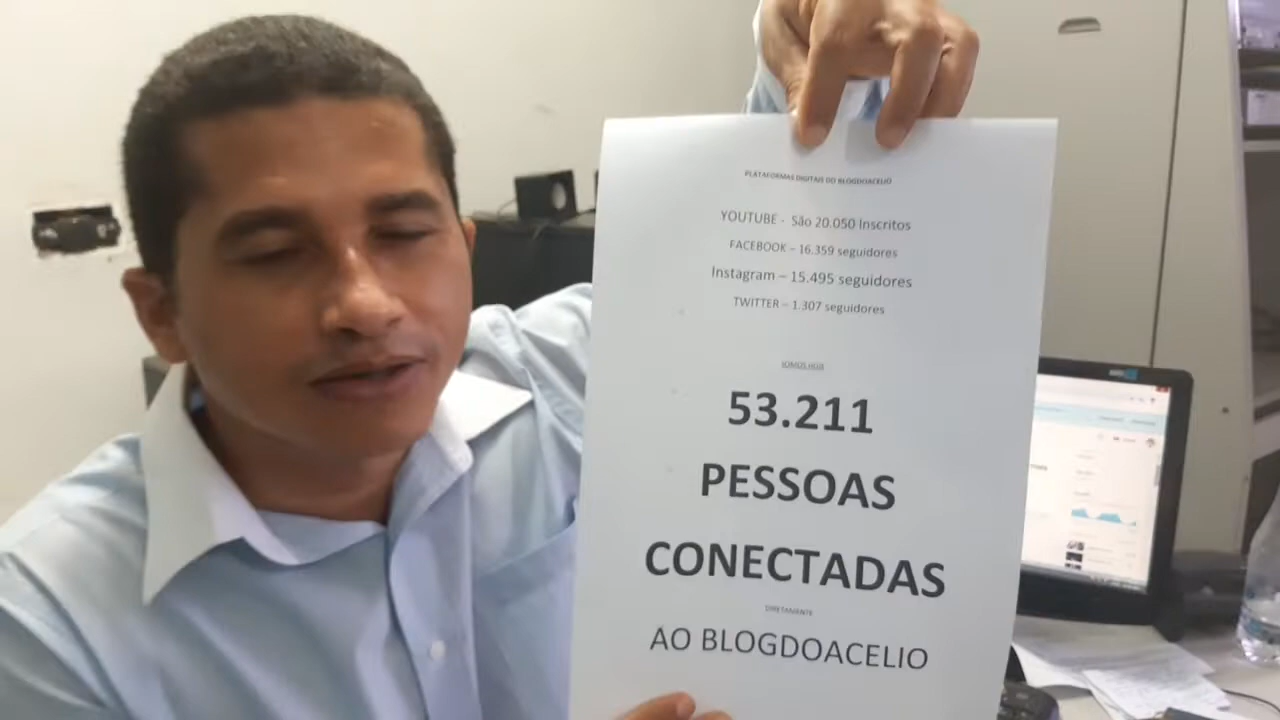 PLATAFORMAS DIGITAIS DO BLOGDOACELIO
YOUTUBE - São 20.050 Inscritos
FACEBOOK – 16.359 seguidores
Instagram – 15.495 seguidores
TWITTER – 1.307 seguidores
SOMOS HOJE
53.211
PESSOAS
CONECTADAS
DIRETAMENTE
AO BLOGDOACELIO